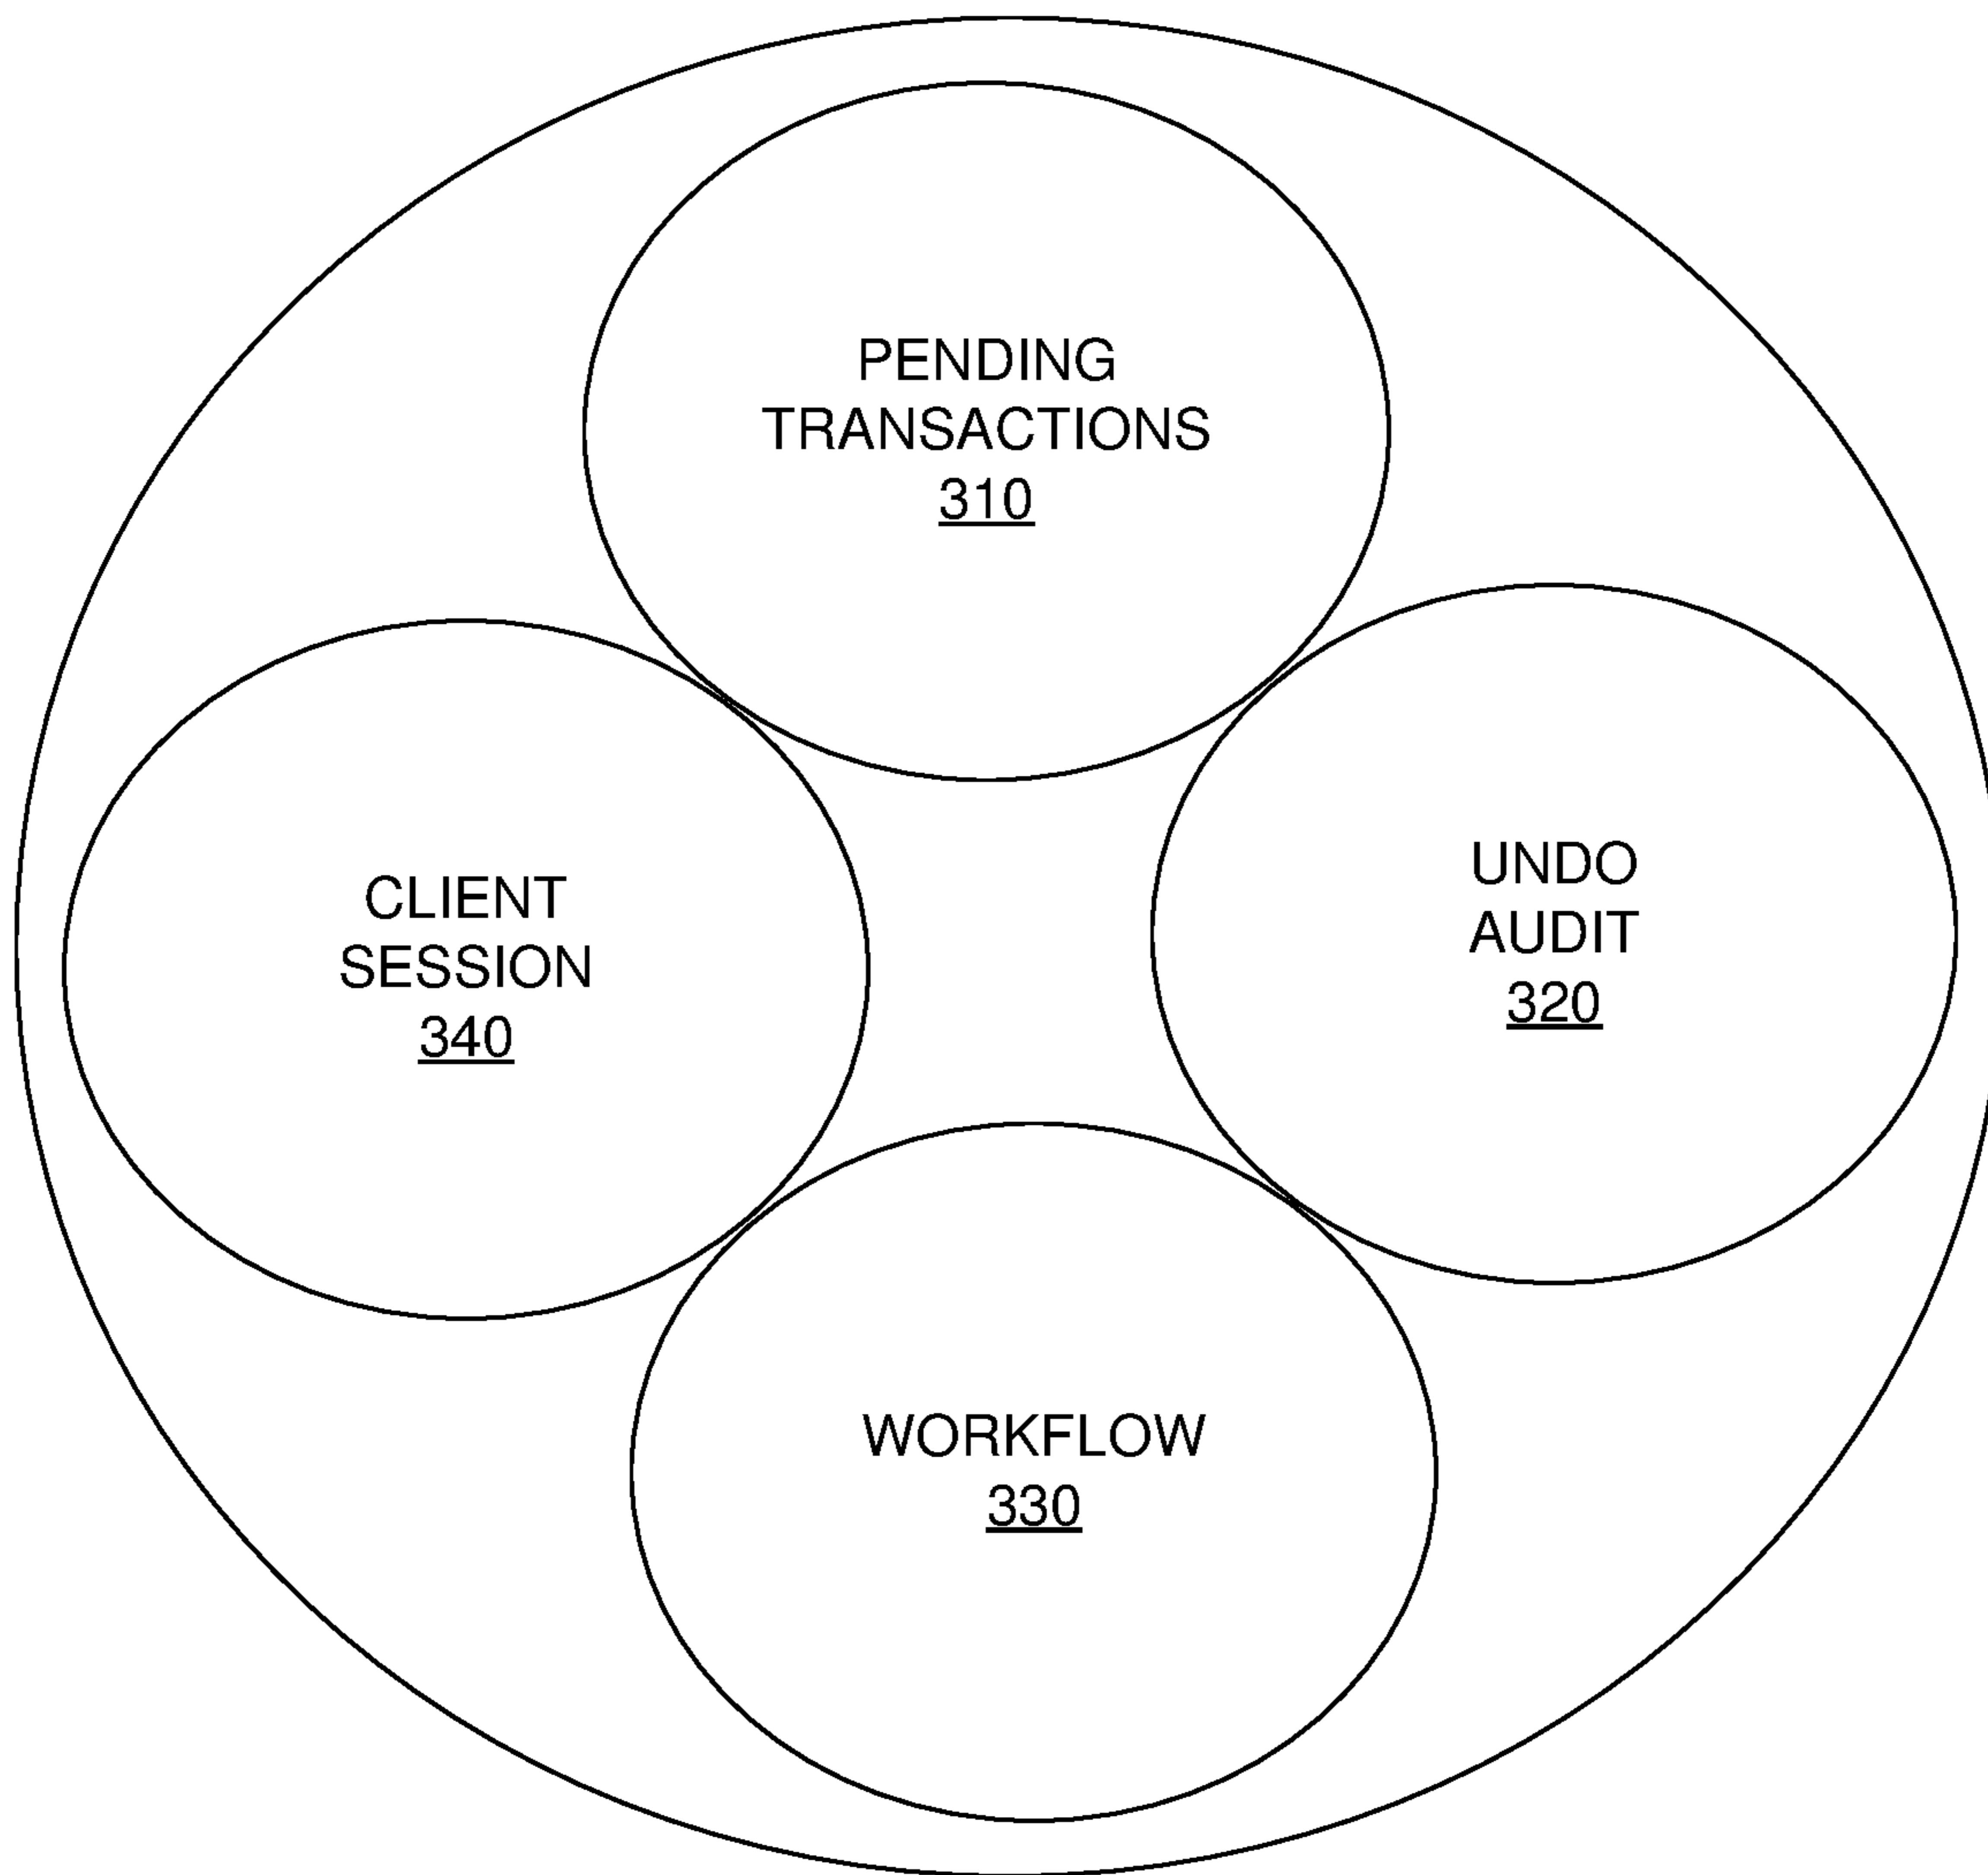 PENDING
TRANSACTIONS
310
UNDO
AUDIT
320
CLIENT
SESSION
340
WORKFLOW
330